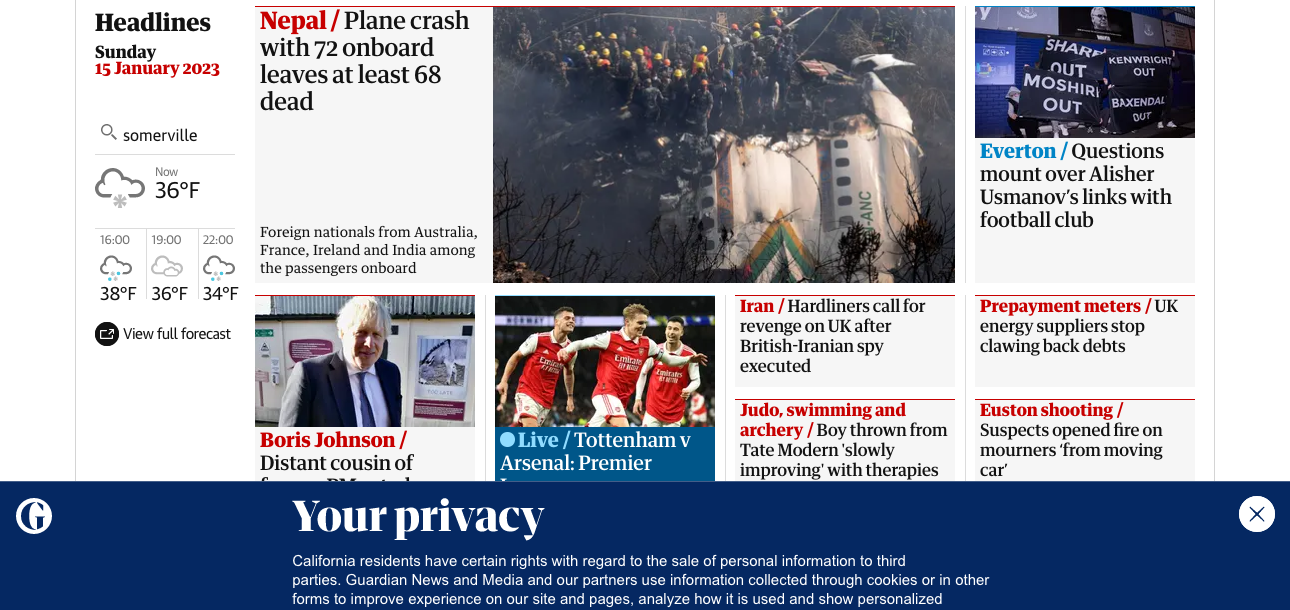 Headlines
Sunday
15 January 2023
somerville
Now
36°F
16:00
19:00
22:00
38°F
36°F
34°F
View full forecast
Nepal / Plane crash
with 72 onboard
leaves at least 68
dead
Foreign nationals from Australia,
France, Ireland and India among
the passengers onboard
-ANC
SHARP
OUT
MOSHIRI
OUT
KENWRIGHT
OUT
BAXENDAL
OUT
Everton / Questions
mount over Alisher
Usmanov's links with
football club
Boris Johnson /
Distant cousin of
Emirates
Emirates
Emirates
Live / Tottenham v
Arsenal: Premier
Iran / Hardliners call for
revenge on UK after
British-Iranian spy
executed
Judo, swimming and
archery / Boy thrown from
Tate Modern 'slowly
improving' with therapies
Prepayment meters / UK
energy suppliers stop
clawing back debts
Euston shooting /
Suspects opened fire on
mourners ‘from moving
car’
Your privacy
California residents have certain rights with regard to the sale of personal information to third
parties. Guardian News and Media and our partners use information collected through cookies or in other
forms to improve experience on our site and pages, analyze how it is used and show personalized